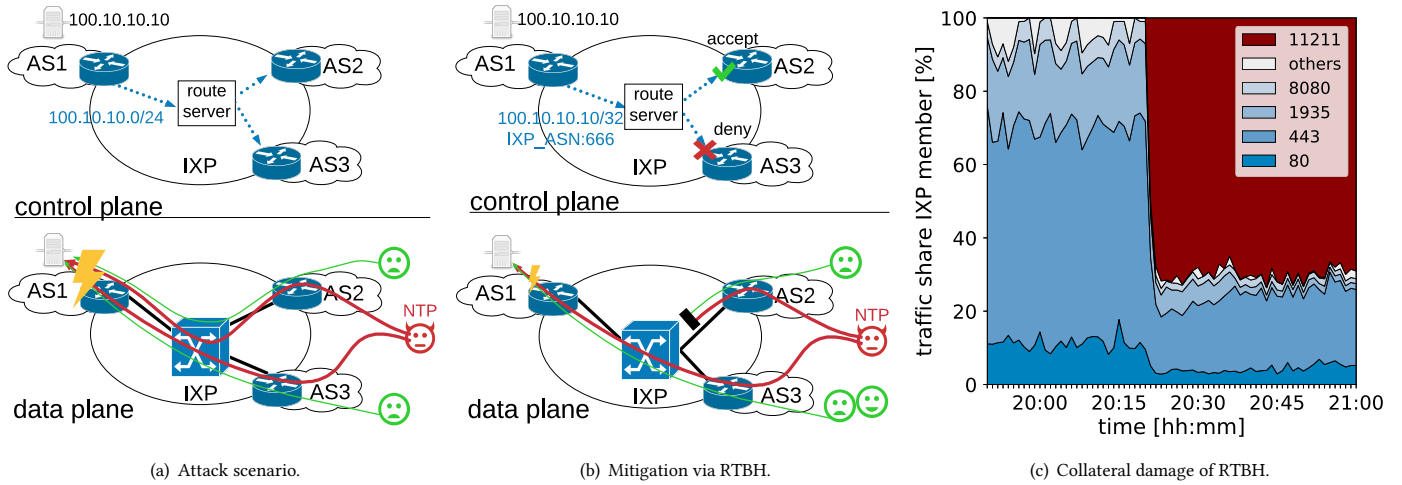 100.10.10.10
AS1
AS2
route
server
100.10.10.0/24
IXP
AS3
control plane
AS1
AS2
NTP
IXP
AS3
data plane
(a) Attack scenario.
100.10.10.10
accept
AS1
AS2
route
server
100.10.10.10/32
IXP_ASN:666
deny
IXP
AS3
control plane
AS1
AS2
NTP
IXP
AS3
data plane
(b) Mitigation via RTBH.
traffic share IXP member [%]
100
80
60
40
20
0
11211
others
8080
1935
443
80
20:00
20:15
20:30
20:45
21:00
time [hh:mm]
(c) Collateral damage of RTBH.